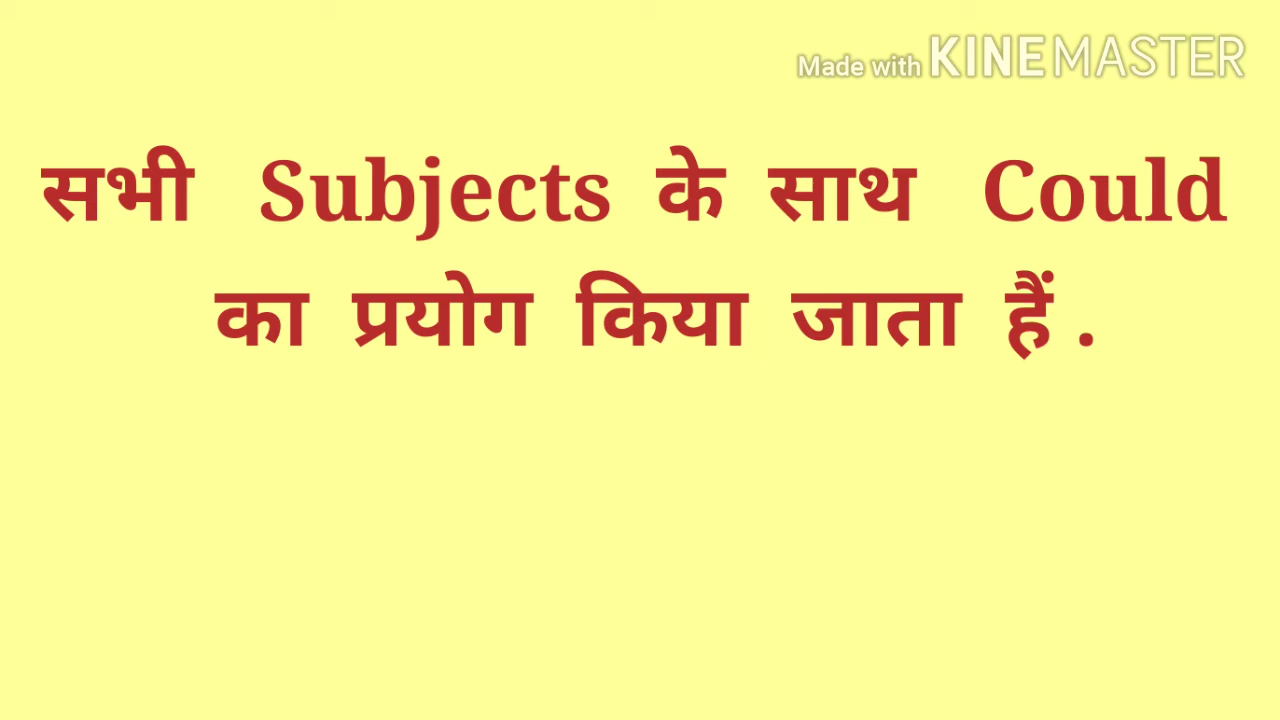 Made with KINEMASTER
सभी Subjects के साथ Could
का प्रयोग किया जाता हैं .